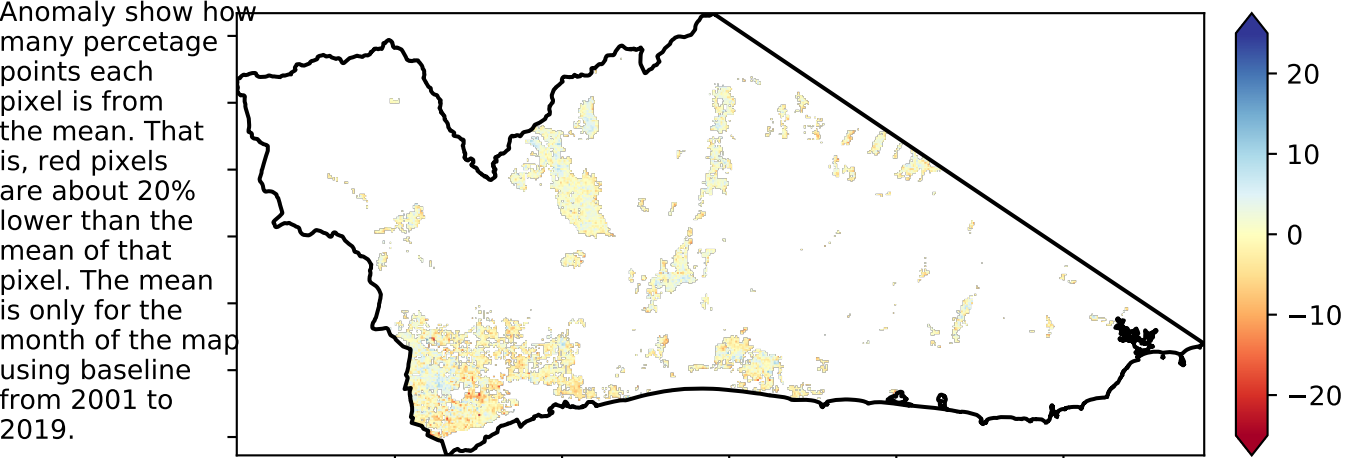 Anomaly show how
many percetage
points each
pixel is from
the mean. That
is, red pixels
are about 20%
lower than the
mean of that
pixel. The mean
is only for the
month of the map
using baseline
from 2001 to
2019.
20
10
0
−10
−20